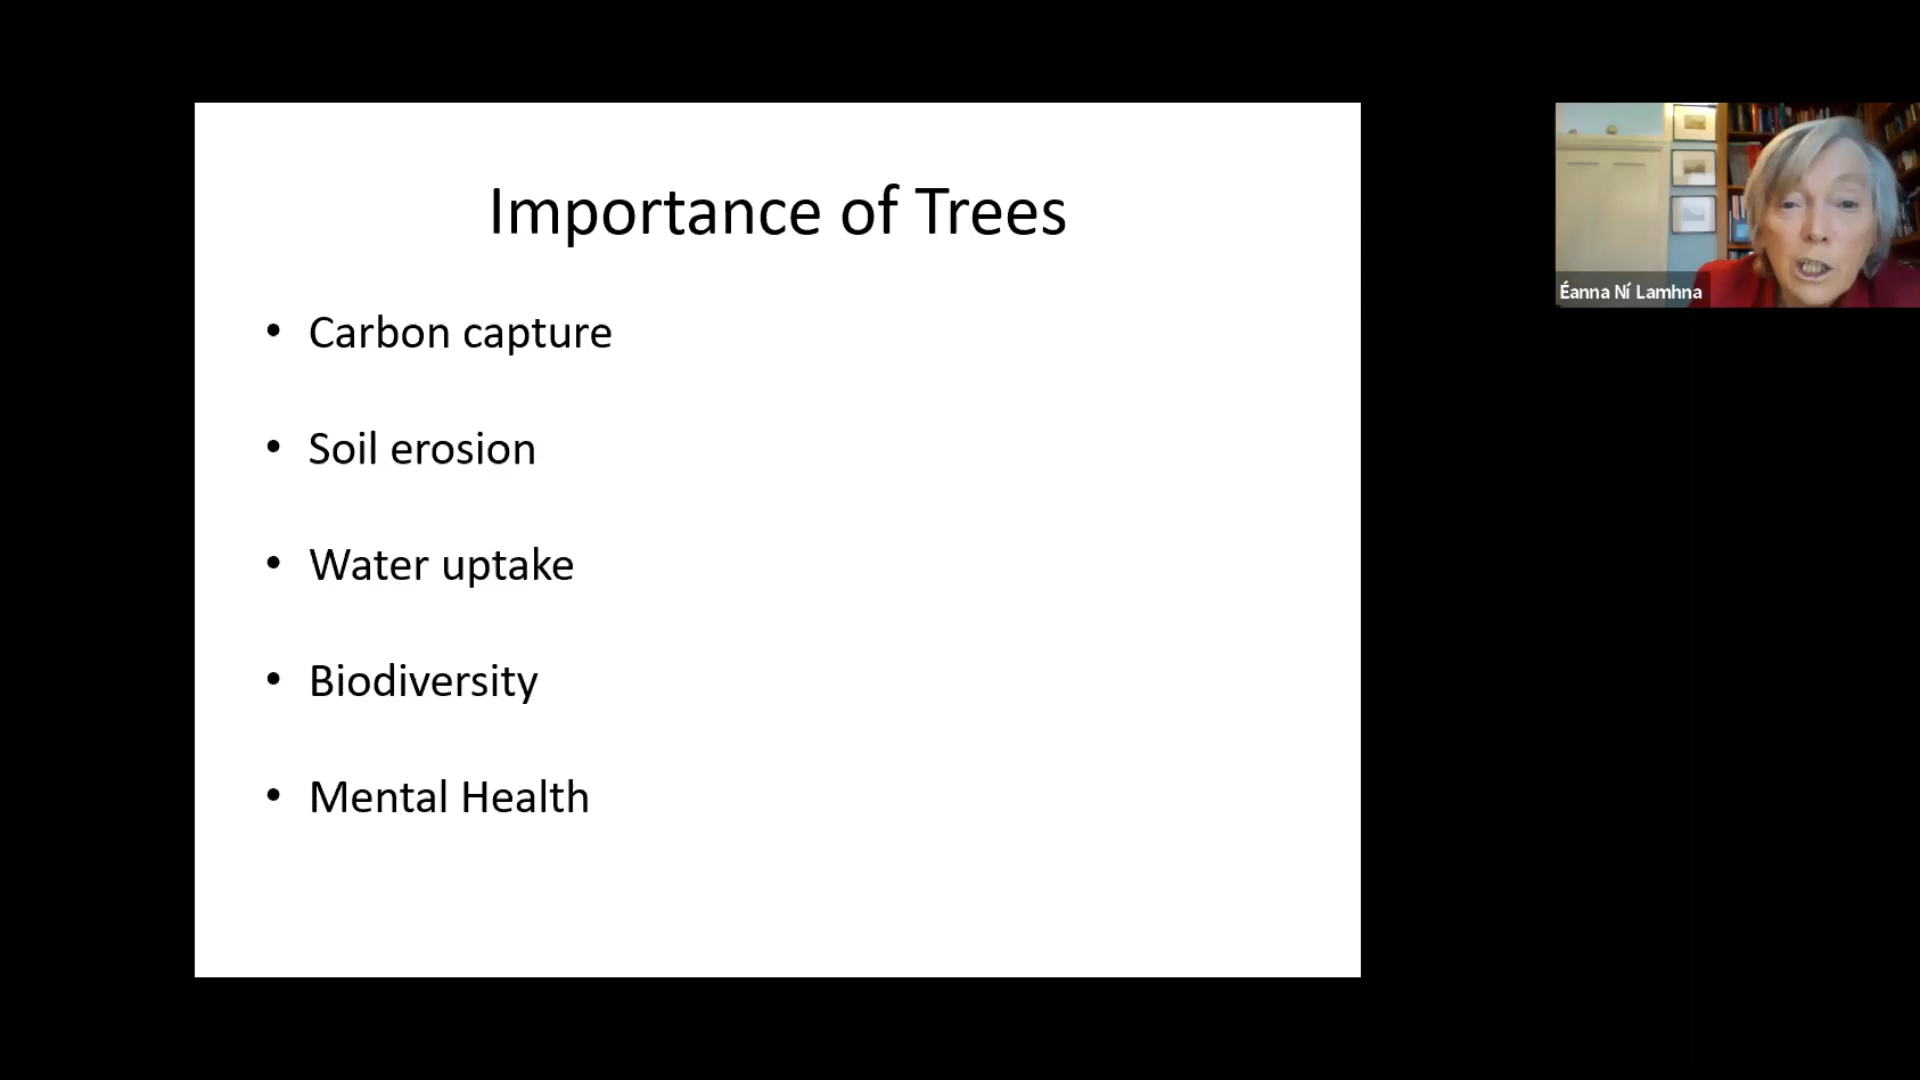 Importance of Trees
• Carbon capture
• Soil erosion
• Water uptake
• Biodiversity
• Mental Health
Éanna Ní Lamhna